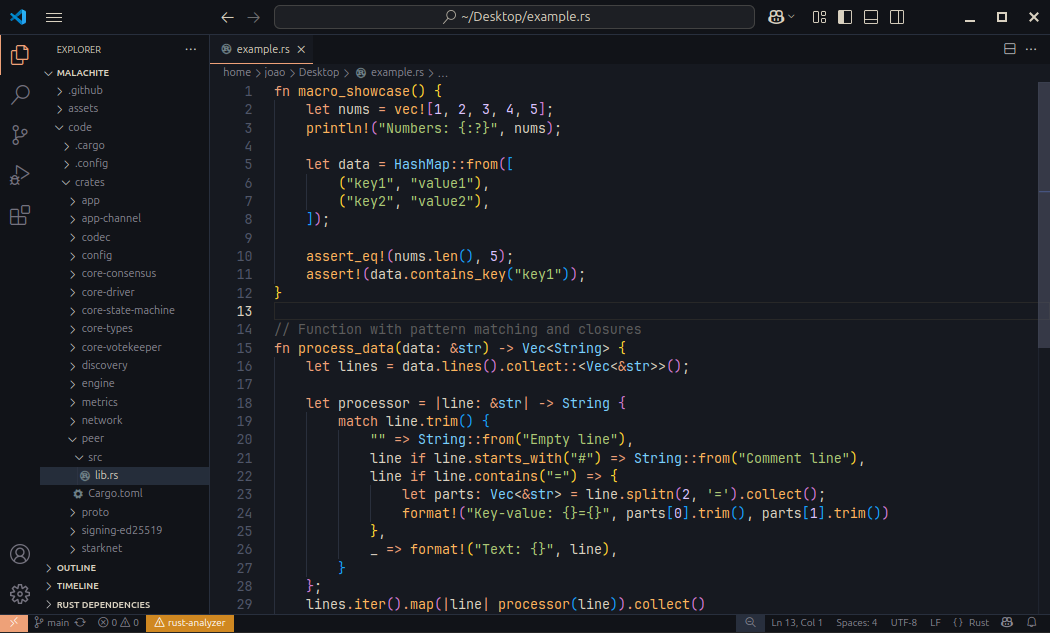 ~/Desktop/example.rs
EXPLORER
MALACHITE
.github
assets
code
.cargo
.config
crates
app
app-channel
codec
config
core-consensus
core-driver
core-state-machine
core-types
core-votekeeper
discovery
engine
metrics
network
peer
src
lib.rs
Cargo.toml
proto
signing-ed25519
starknet
OUTLINE
TIMELINE
RUST DEPENDENCIES
example.rs
home > joao > Desktop > example.rs > ...
1 fn macro_showcase() {
2     let nums = vec![1, 2, 3, 4, 5];
3     println!("Numbers: {:?}", nums);
4
5     let data = HashMap::from([
6         ("key1", "value1"),
7         ("key2", "value2"),
8     ]);
9
10     assert_eq!(nums.len(), 5);
11     assert!(data.contains_key("key1"));
12 }
13
14 // Function with pattern matching and closures
15 fn process_data(data: &str) -> Vec<String> {
16     let lines = data.lines().collect::<Vec<&str>>();
17
18     let processor = |line: &str| -> String {
19         match line.trim() {
20             "" => String::from("Empty line"),
21             line if line.starts_with("#") => String::from("Comment line"),
22             line if line.contains("=") => {
23                 let parts: Vec<&str> = line.splitn(2, '=').collect();
24                 format!("Key-value: {}={}", parts[0].trim(), parts[1].trim())
25             },
26             _ => format!("Text: {}", line),
27         }
28     };
29     lines.iter().map(|line| processor(line)).collect()
main 0 0 rust-analyzer Ln 13, Col 1 Spaces: 4 UTF-8 LF {} Rust